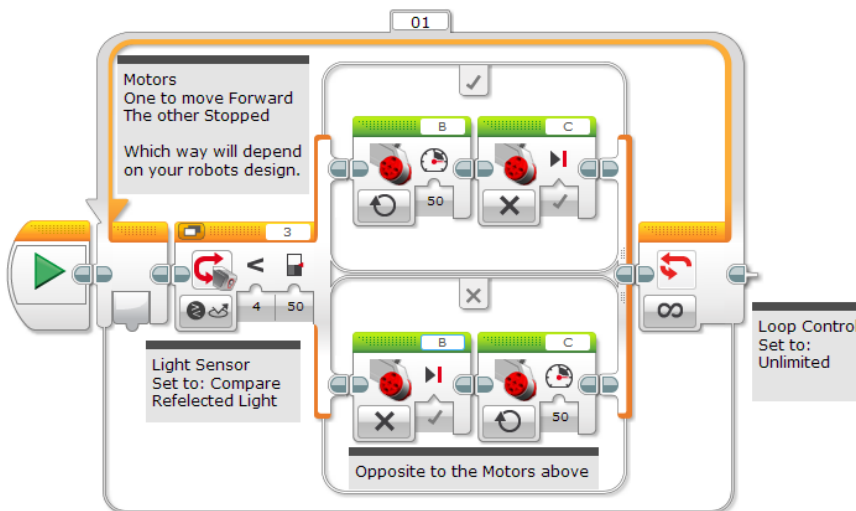 01
Motors
One to move Forward
The other Stopped
Which way will depend
on your robots design.
B
C
50
3
<
4
50
Light Sensor
Set to: Compare
Refelected Light
B
C
50
Opposite to the Motors above
Loop Control
Set to:
Unlimited